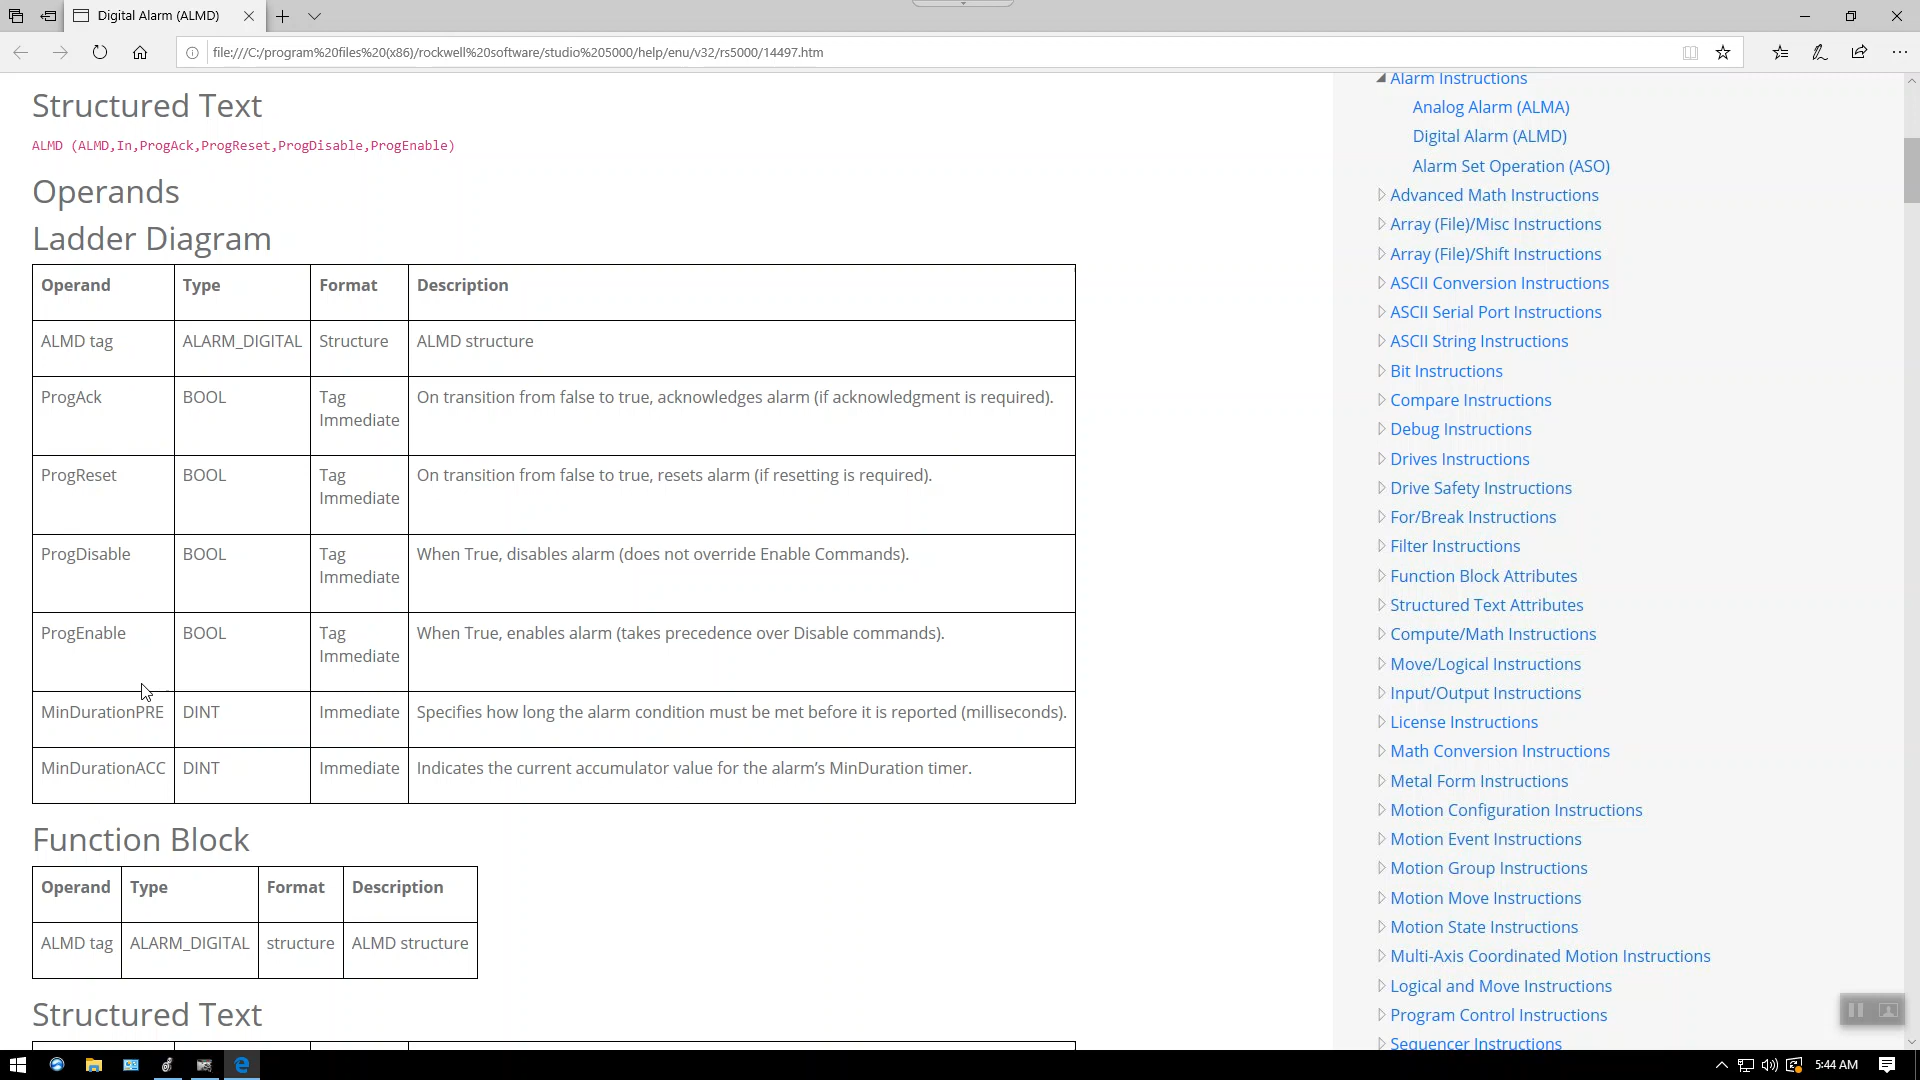 Digital Alarm (ALMD)
file:///C:/program%20files%20(x86)/rockwell%20software/studio%205000/help/enu/v32/rs5000/14497.htm
Structured Text
ALMD (ALMD,In,ProgAck,ProgReset,ProgDisable,ProgEnable)
Operands
Ladder Diagram
Operand Type Format Description
ALMD tag ALARM_DIGITAL Structure ALMD structure
ProgAck BOOL Tag On transition from false to true, acknowledges alarm (if acknowledgment is required).
Immediate
ProgReset BOOL Tag On transition from false to true, resets alarm (if resetting is required).
Immediate
ProgDisable BOOL Tag When True, disables alarm (does not override Enable Commands).
Immediate
ProgEnable BOOL Tag When True, enables alarm (takes precedence over Disable commands).
Immediate
MinDurationPRE DINT Immediate Specifies how long the alarm condition must be met before it is reported (milliseconds).
MinDurationACC DINT Immediate Indicates the current accumulator value for the alarm’s MinDuration timer.
Function Block
Operand Type Format Description
ALMD tag ALARM_DIGITAL structure ALMD structure
Structured Text
Alarm Instructions
Analog Alarm (ALMA)
Digital Alarm (ALMD)
Alarm Set Operation (ASO)
Advanced Math Instructions
Array (File)/Misc Instructions
Array (File)/Shift Instructions
ASCII Conversion Instructions
ASCII Serial Port Instructions
ASCII String Instructions
Bit Instructions
Compare Instructions
Debug Instructions
Drives Instructions
Drive Safety Instructions
For/Break Instructions
Filter Instructions
Function Block Attributes
Structured Text Attributes
Compute/Math Instructions
Move/Logical Instructions
Input/Output Instructions
License Instructions
Math Conversion Instructions
Metal Form Instructions
Motion Configuration Instructions
Motion Event Instructions
Motion Group Instructions
Motion Move Instructions
Motion State Instructions
Multi-Axis Coordinated Motion Instructions
Logical and Move Instructions
Program Control Instructions
Sequencer Instructions
5:44 AM